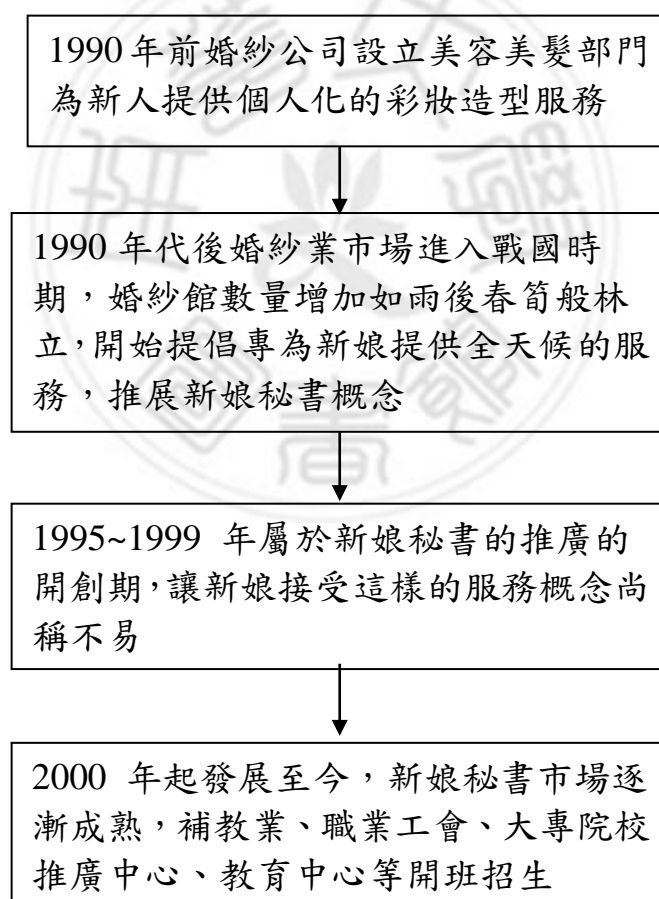 1990 年前婚紗公司設立美容美髮部門
為新人提供個人化的彩妝造型服務
1990 年代後婚紗業市場進入戰國時
期，婚紗館數量增加如雨後春筍般林
立，開始提倡專為新娘提供全天候的服
務，推展新娘秘書概念
1995~1999 年屬於新娘秘書的推廣的
開創期，讓新娘接受這樣的服務概念尚
稱不易
2000 年起發展至今，新娘秘書市場逐
漸成熟，補教業、職業工會、大專院校
推廣中心、教育中心等開班招生